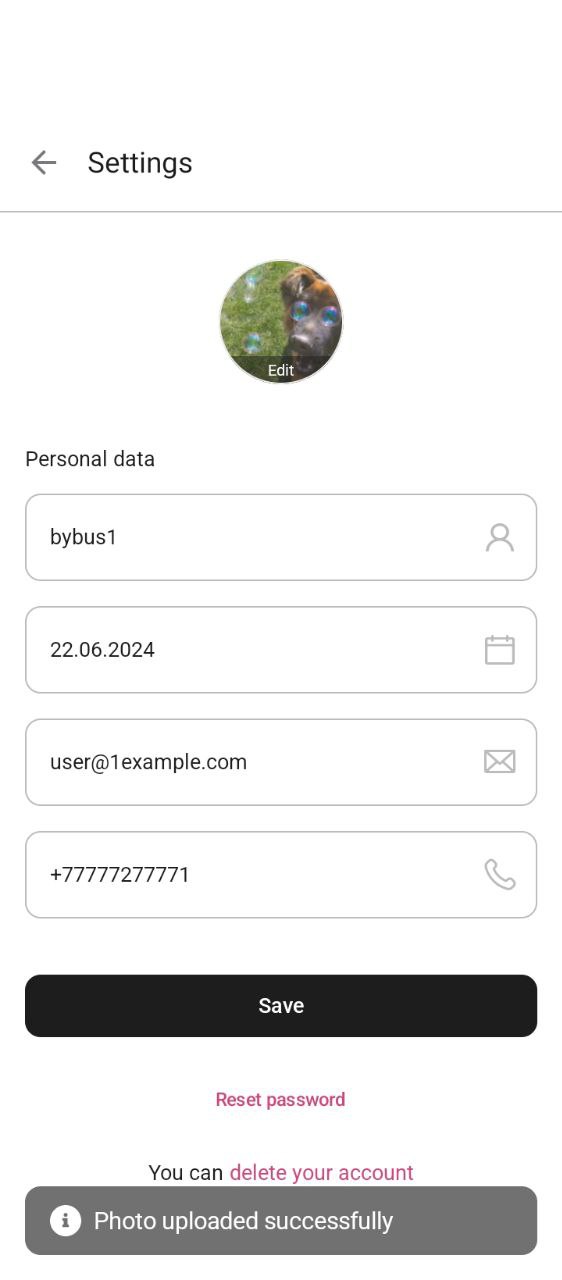 Settings
Edit
Personal data
bybus1
22.06.2024
user@1example.com
+77777277771
Save
Reset password
You can delete your account
Photo uploaded successfully